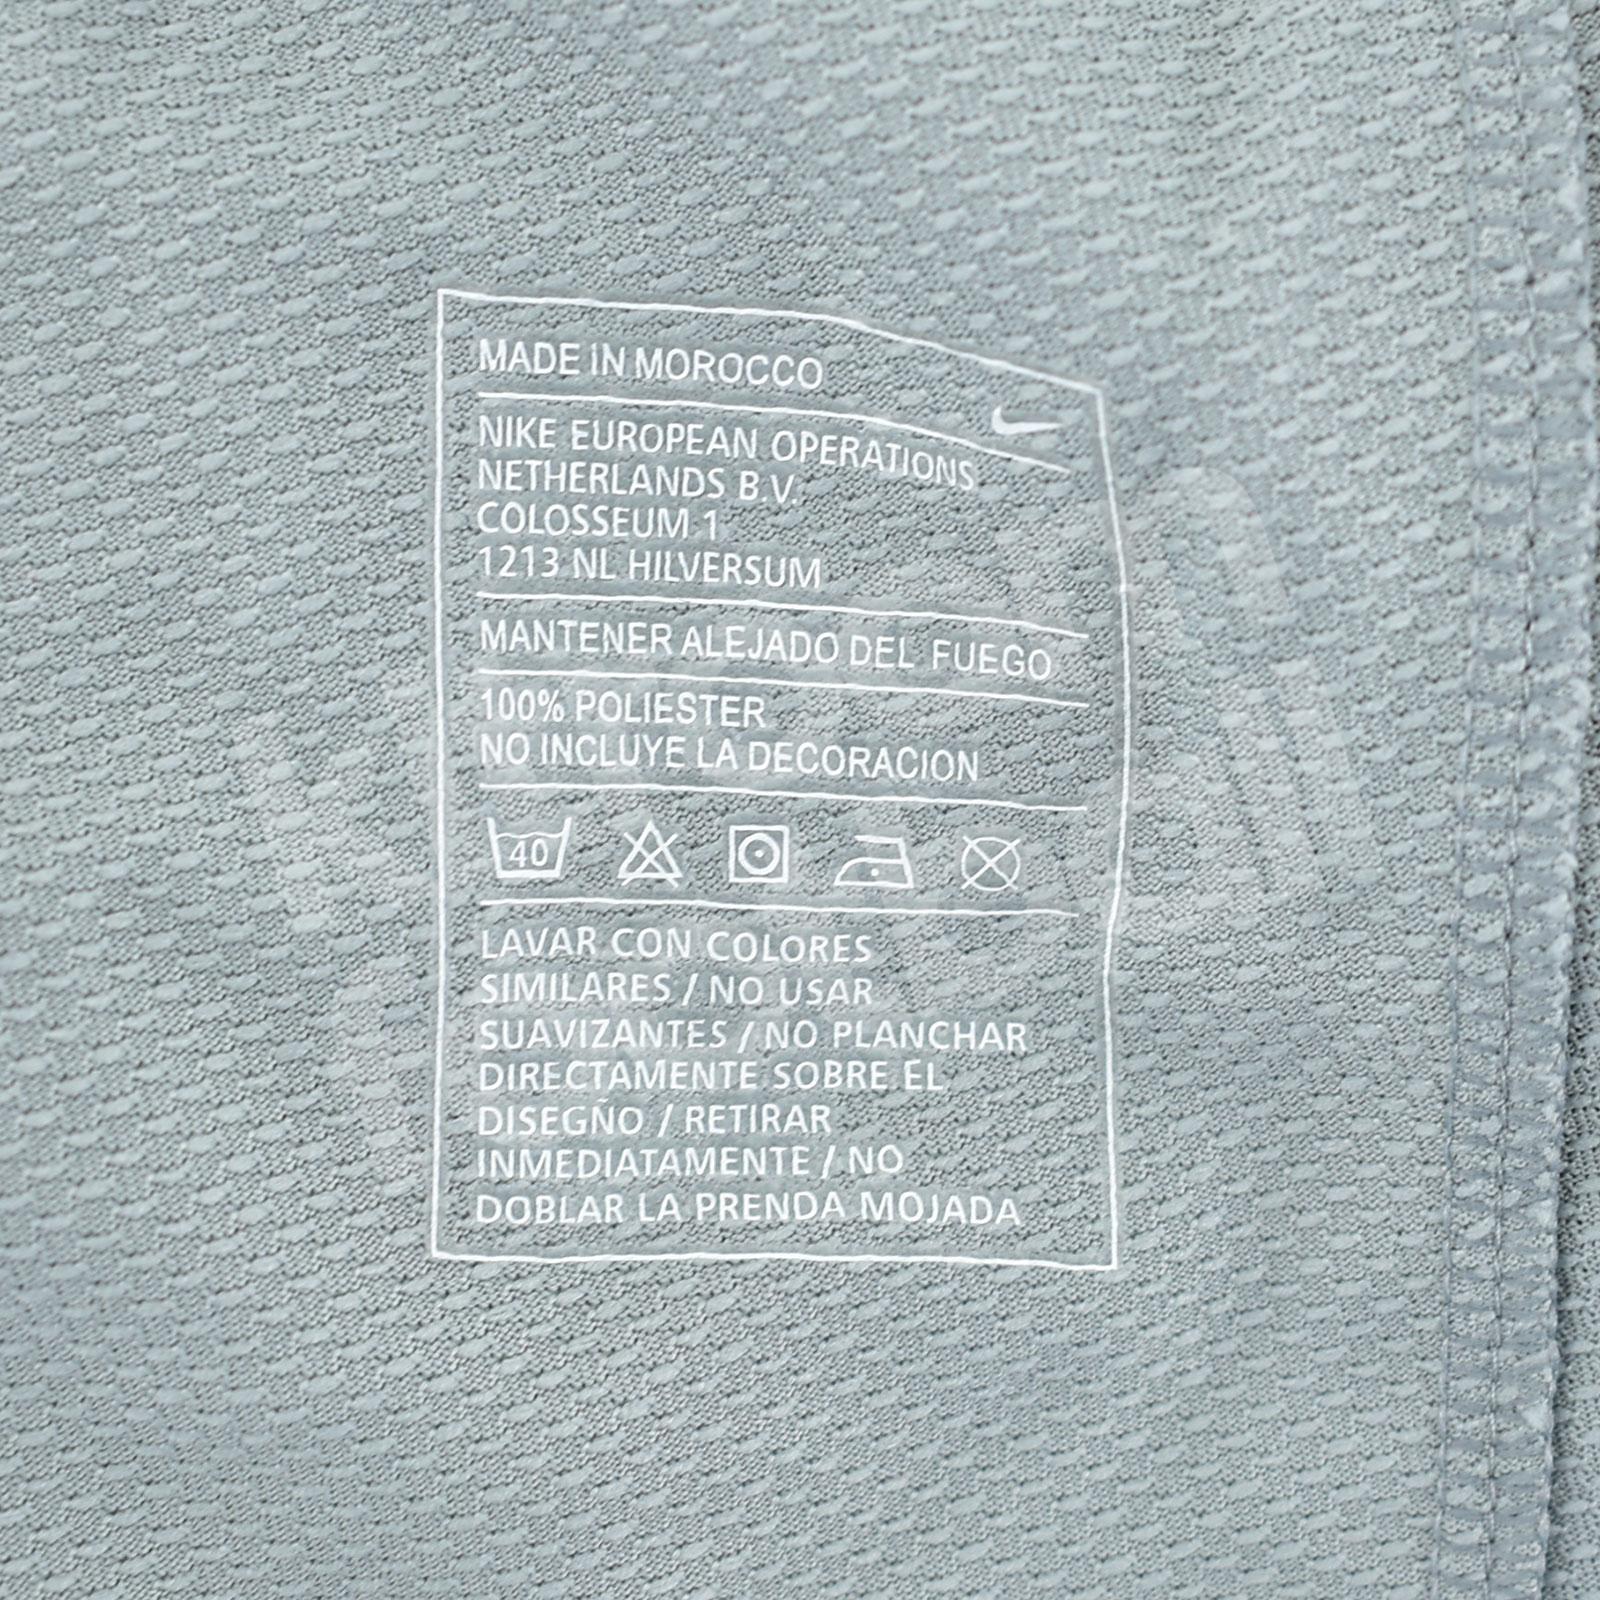 MADE IN MOROCCO
NIKE EUROPEAN OPERATIONS
NETHERLANDS B.V.
COLOSSEUM 1
1213 NL HILVERSUM
MANTENER ALEJADO DEL FUEGO
100% POLIESTER
NO INCLUYE LA DECORACION
40
LAVAR CON COLORES
SIMILARES / NO USAR
SUAVIZANTES / NO PLANCHAR
DIRECTAMENTE SOBRE EL
DISEGÑO / RETIRAR
INMEDIATAMENTE / NO
DOBLAR LA PRENDA MOJADA